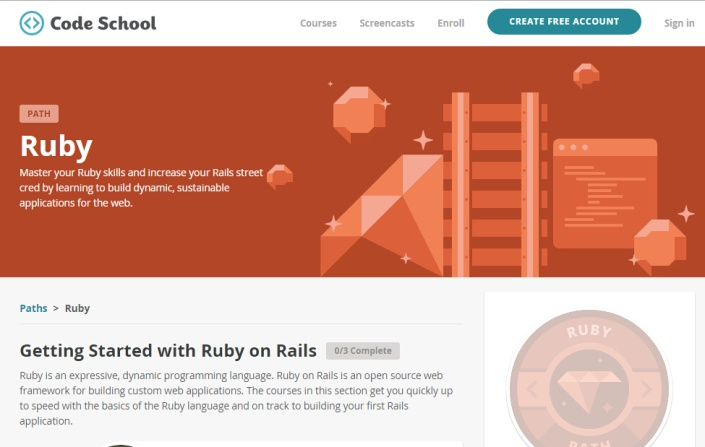 Code School
Courses Screencasts Enroll CREATE FREE ACCOUNT Sign in
PATH
Ruby
Master your Ruby skills and increase your Rails street
cred by learning to build dynamic, sustainable
applications for the web.
Paths > Ruby
Getting Started with Ruby on Rails 0/3 Complete
Ruby is an expressive, dynamic programming language. Ruby on Rails is an open source web
framework for building custom web applications. The courses in this section get you quickly up
to speed with the basics of the Ruby language and on track to building your first Rails
application.
RUBY
PATH